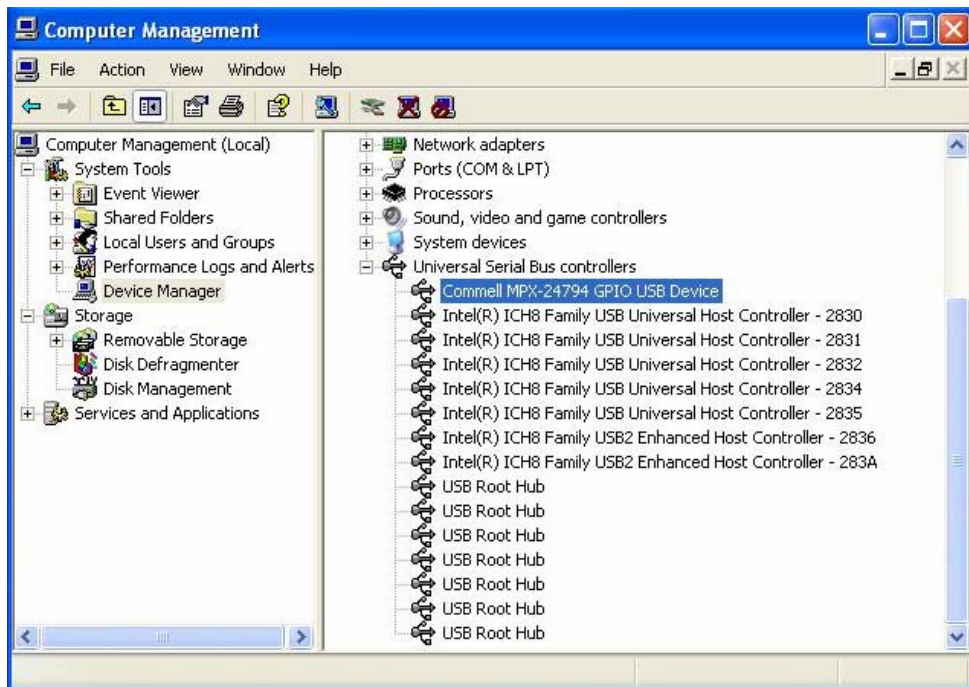 Computer Management
File Action View Window Help
Computer Management (Local)
System Tools
Event Viewer
Shared Folders
Local Users and Groups
Performance Logs and Alerts
Device Manager
Storage
Removable Storage
Disk Defragmenter
Disk Management
Services and Applications
Network adapters
Ports (COM & LPT)
Processors
Sound, video and game controllers
System devices
Universal Serial Bus controllers
Commell MPX-24794 GPIO USB Device
Intel(R) ICH8 Family USB Universal Host Controller - 2830
Intel(R) ICH8 Family USB Universal Host Controller - 2831
Intel(R) ICH8 Family USB Universal Host Controller - 2832
Intel(R) ICH8 Family USB Universal Host Controller - 2834
Intel(R) ICH8 Family USB Universal Host Controller - 2835
Intel(R) ICH8 Family USB2 Enhanced Host Controller - 2836
Intel(R) ICH8 Family USB2 Enhanced Host Controller - 283A
USB Root Hub
USB Root Hub
USB Root Hub
USB Root Hub
USB Root Hub
USB Root Hub
USB Root Hub